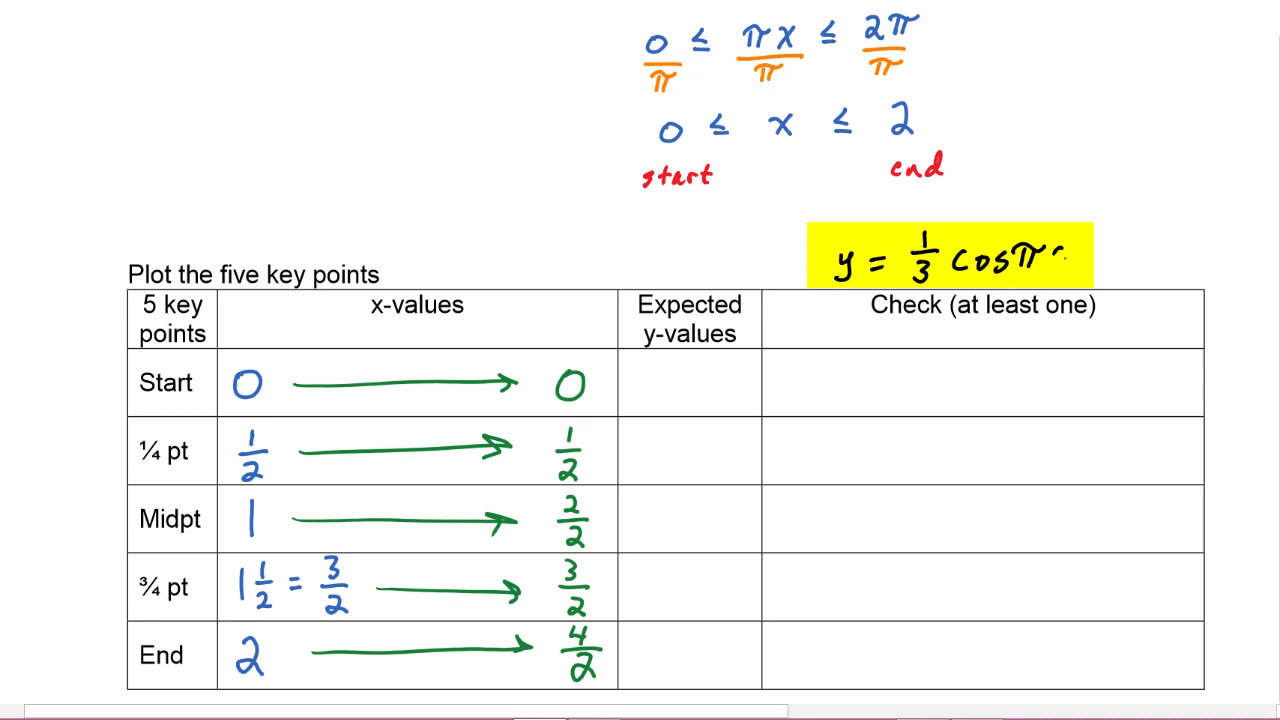 0/π ≤ πx/π ≤ 2π/π
0 ≤ x ≤ 2
start end
y = 1/3 cosπ
Plot the five key points
5 key points x-values Expected y-values Check (at least one)
Start 0 → 0
¼ pt 1/2 → 1/2
Midpt 1 → 2/2
¾ pt 1 1/2 = 3/2 → 3/2
End 2 → 4/2